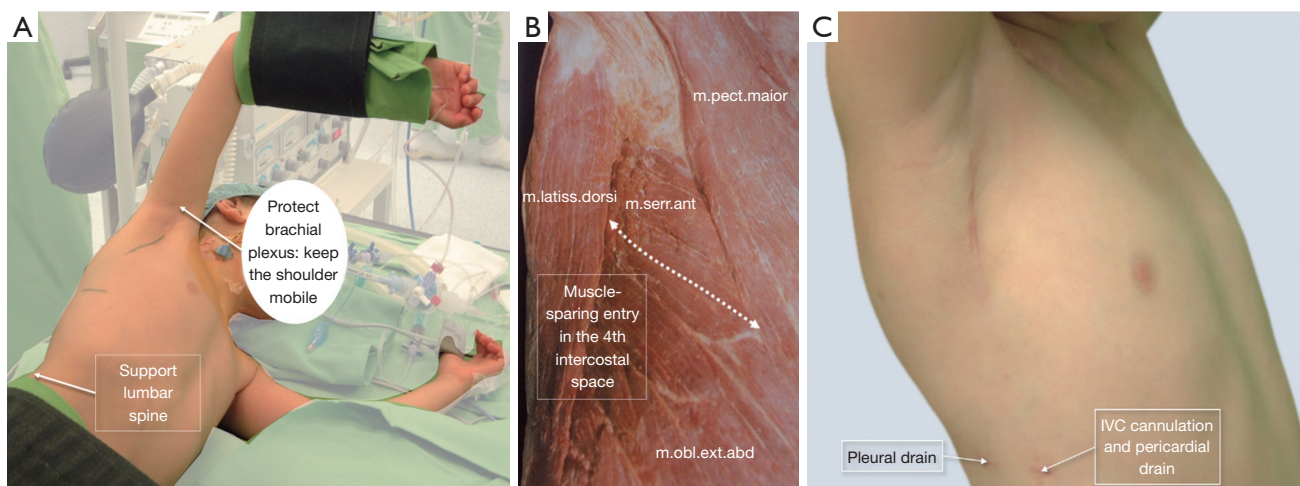 A
Protect
brachial
plexus: keep
the shoulder
mobile
Support
lumbar
spine
B
m.pect.maior
m.latiss.dorsi
m.serr.ant
Muscle-
sparing entry
in the 4th
intercostal
space
m.obl.ext.abd
C
Pleural drain
IVC cannulation
and pericardial
drain